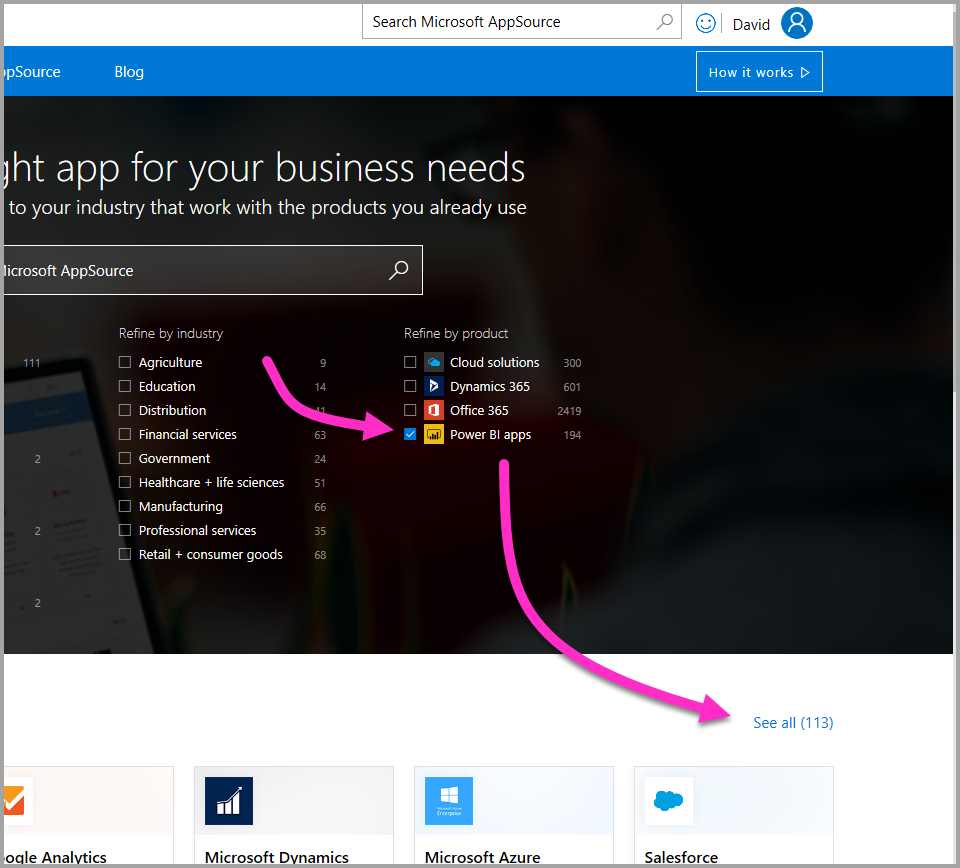 Search Microsoft AppSource
David
ppSource
Blog
How it works
ght app for your business needs
to your industry that work with the products you already use
Microsoft AppSource
Refine by industry
Refine by product
111
Agriculture 9
Cloud solutions 300
Education 14
Dynamics 365 601
Distribution 41
Office 365 2419
Financial services 63
Power BI apps 194
2
Government 24
Healthcare + life sciences 51
Manufacturing 66
2
Professional services 35
Retail + consumer goods 68
2
See all (113)
oogle Analytics
Microsoft Dynamics
Microsoft Azure
Salesforce